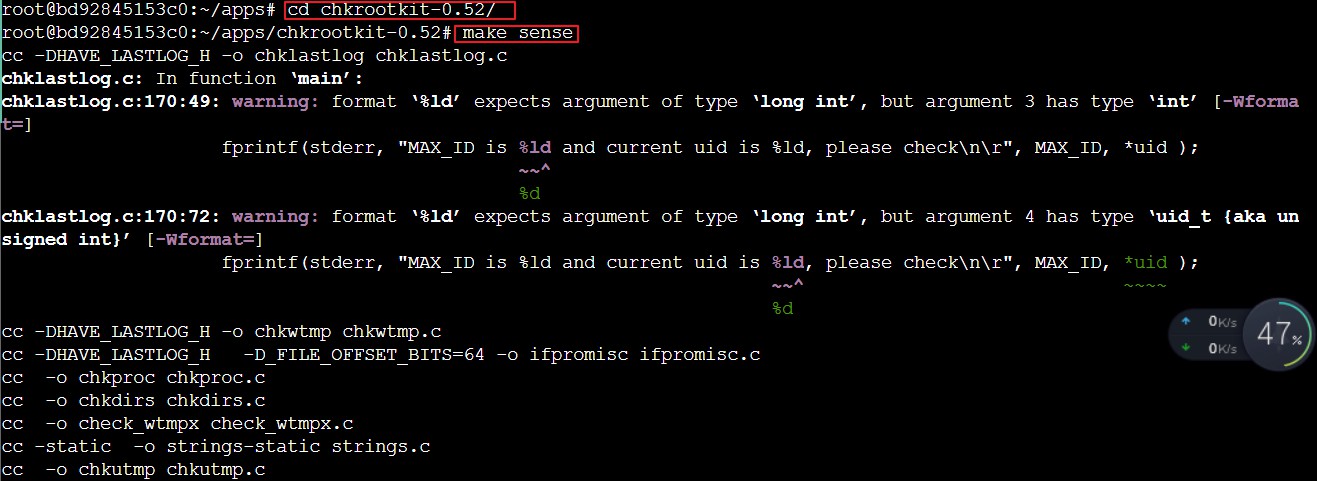 root@bd92845153c0:~/apps# cd chkrootkit-0.52/
root@bd92845153c0:~/apps/chkrootkit-0.52# make sense
cc -DHAVE_LASTLOG_H -o chklastlog chklastlog.c
chklastlog.c: In function ‘main’:
chklastlog.c:170:49: warning: format ‘%ld’ expects argument of type ‘long int’, but argument 3 has type ‘int’ [-Wforma
t=]
fprintf(stderr, "MAX_ID is %ld and current uid is %ld, please check\n\r", MAX_ID, *uid );
~~^
%d
chklastlog.c:170:72: warning: format ‘%ld’ expects argument of type ‘long int’, but argument 4 has type ‘uid_t {aka un
signed int}’ [-Wformat=]
fprintf(stderr, "MAX_ID is %ld and current uid is %ld, please check\n\r", MAX_ID, *uid );
~~^ ~~~~
%d
cc -DHAVE_LASTLOG_H -o chkwtmp chkwtmp.c
cc -DHAVE_LASTLOG_H   -D_FILE_OFFSET_BITS=64 -o ifpromisc ifpromisc.c
cc  -o chkproc chkproc.c
cc  -o chkdirs chkdirs.c
cc  -o check_wtmpx check_wtmpx.c
cc -static  -o strings-static strings.c
cc  -o chkutmp chkutmp.c
0K/s
0K/s
47%